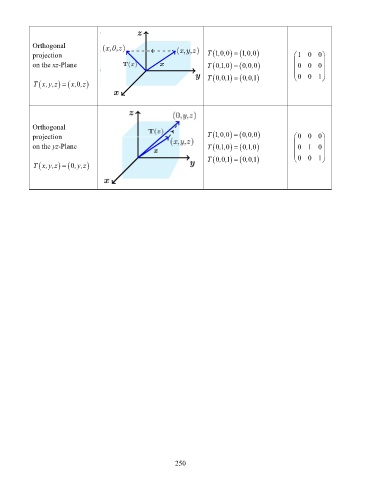 Orthogonal
projection
on the xz-Plane
T(x,y,z)=(x,0,z)
z
(x,0,z)
(x,y,z)
T(x)
x
y
x
T(1,0,0)=(1,0,0)
T(0,1,0)=(0,0,0)
T(0,0,1)=(0,0,1)
(1 0 0)
(0 0 0)
(0 0 1)
Orthogonal
projection
on the yz-Plane
T(x,y,z)=(0,y,z)
z
(0,y,z)
T(x)
(x,y,z)
x
y
x
T(1,0,0)=(0,0,0)
T(0,1,0)=(0,1,0)
T(0,0,1)=(0,0,1)
(0 0 0)
(0 1 0)
(0 0 1)
250